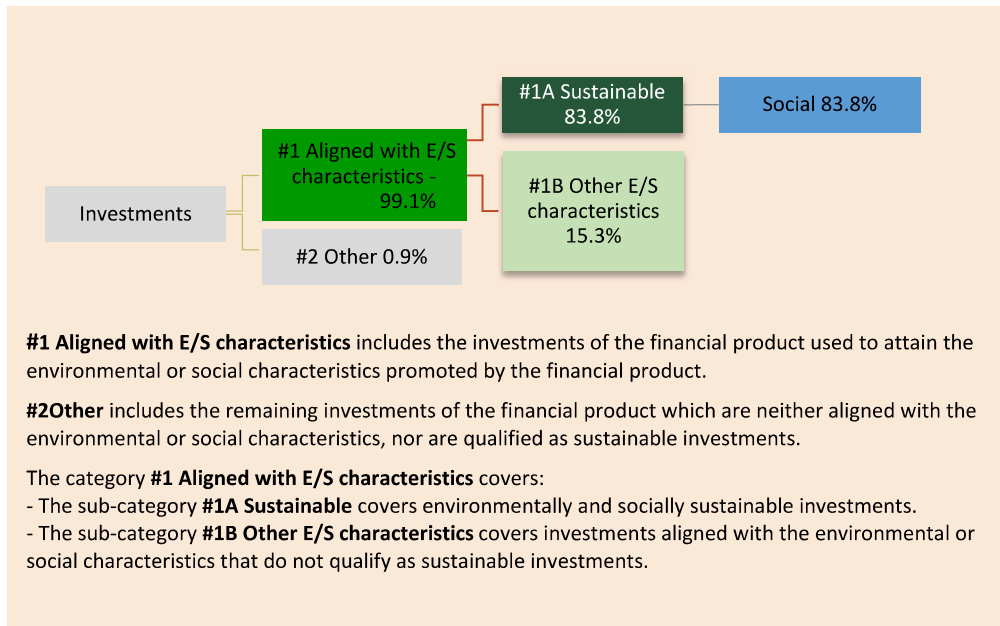 #1A Sustainable
83.8%
Social 83.8%
#1 Aligned with E/S
characteristics -
99.1%
#1B Other E/S
characteristics
15.3%
Investments
#2 Other 0.9%
#1 Aligned with E/S characteristics includes the investments of the financial product used to attain the
environmental or social characteristics promoted by the financial product.
#2Other includes the remaining investments of the financial product which are neither aligned with the
environmental or social characteristics, nor are qualified as sustainable investments.
The category #1 Aligned with E/S characteristics covers:
- The sub-category #1A Sustainable covers environmentally and socially sustainable investments.
- The sub-category #1B Other E/S characteristics covers investments aligned with the environmental or
social characteristics that do not qualify as sustainable investments.